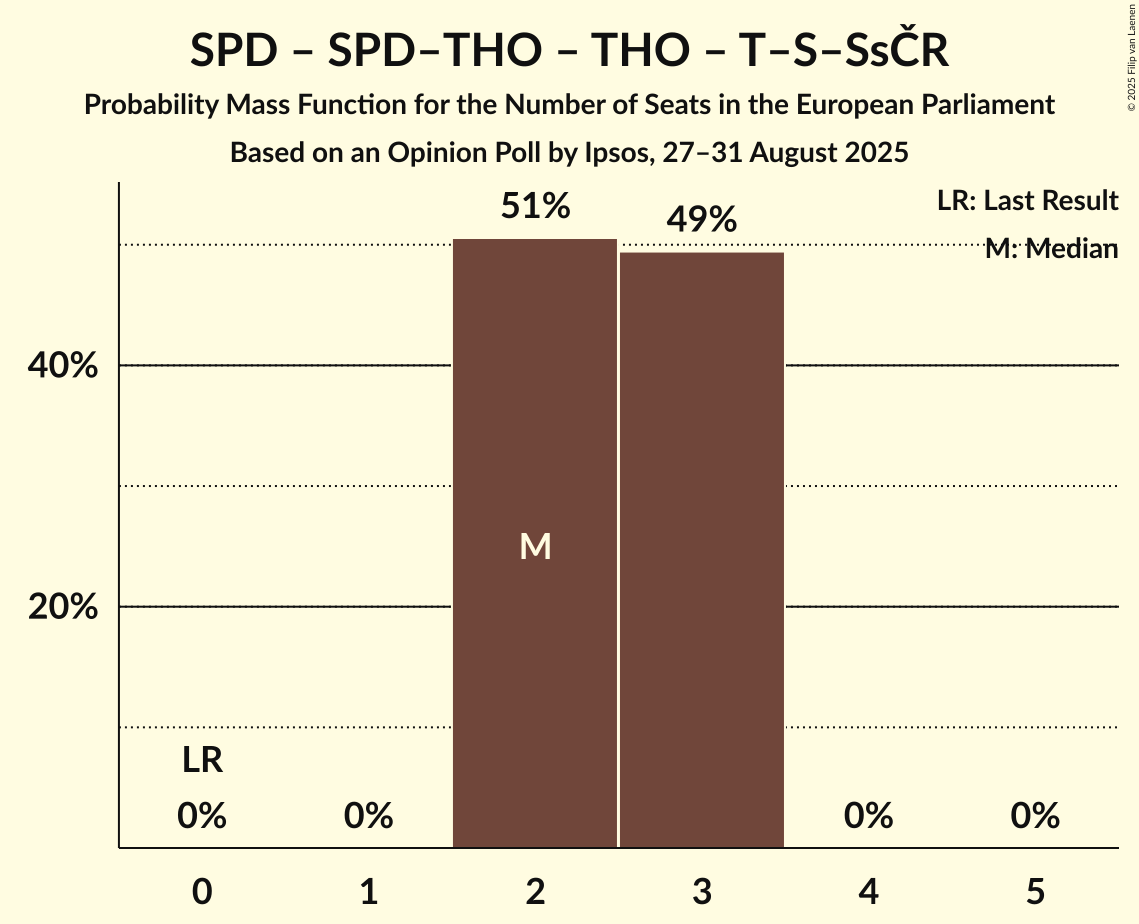 SPD – SPD–THO – THO – T–S–SsČR
Probability Mass Function for the Number of Seats in the European Parliament
Based on an Opinion Poll by Ipsos, 27–31 August 2025
© 2025 Filip van Laenen
LR: Last Result
M: Median
51%
49%
40%
20%
M
LR
0%
0%
0%
0%
0 1 2 3 4 5